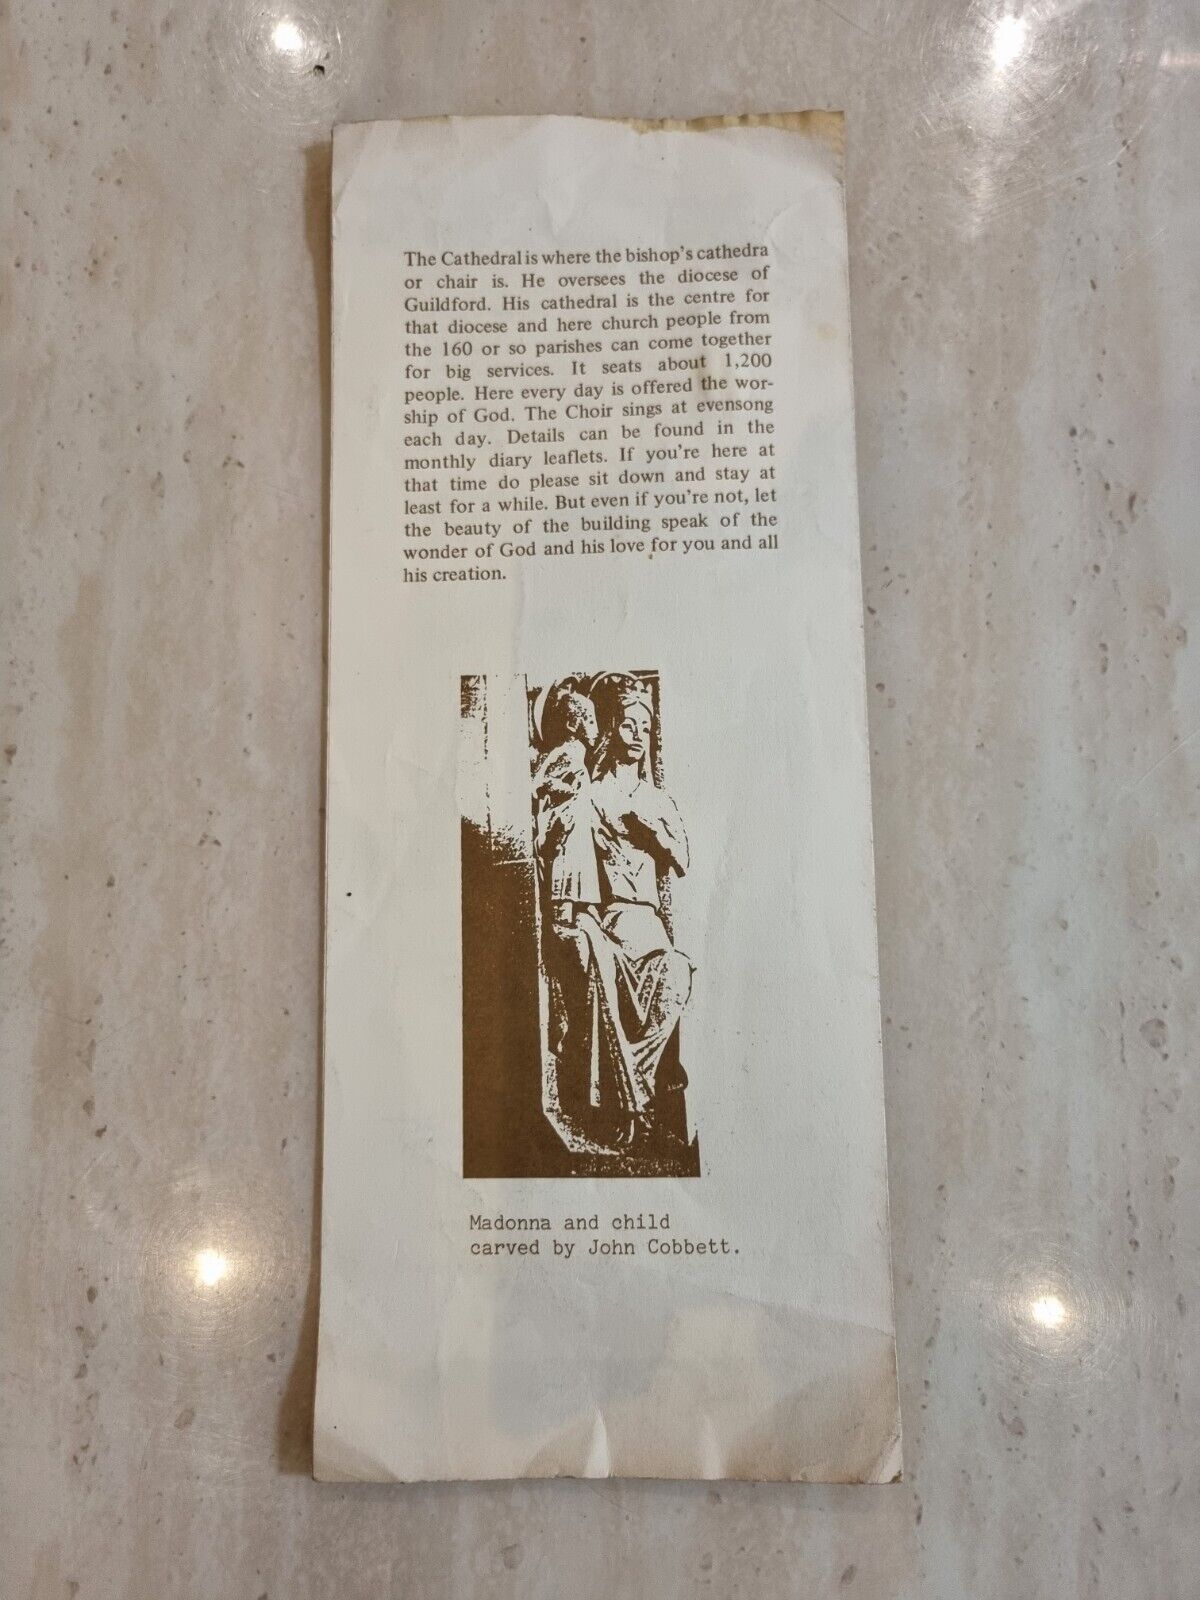 The Cathedral is where the bishop's cathedra
or chair is. He oversees the diocese of
Guildford. His cathedral is the centre for
that diocese and here church people from
the 160 or so parishes can come together
for big services. It seats about 1,200
people. Here every day is offered the wor-
ship of God. The Choir sings at evensong
each day. Details can be found in the
monthly diary leaflets. If you're here at
that time do please sit down and stay at
least for a while. But even if you're not, let
the beauty of the building speak of the
wonder of God and his love for you and all
his creation.
Madonna and child
carved by John Cobbett.